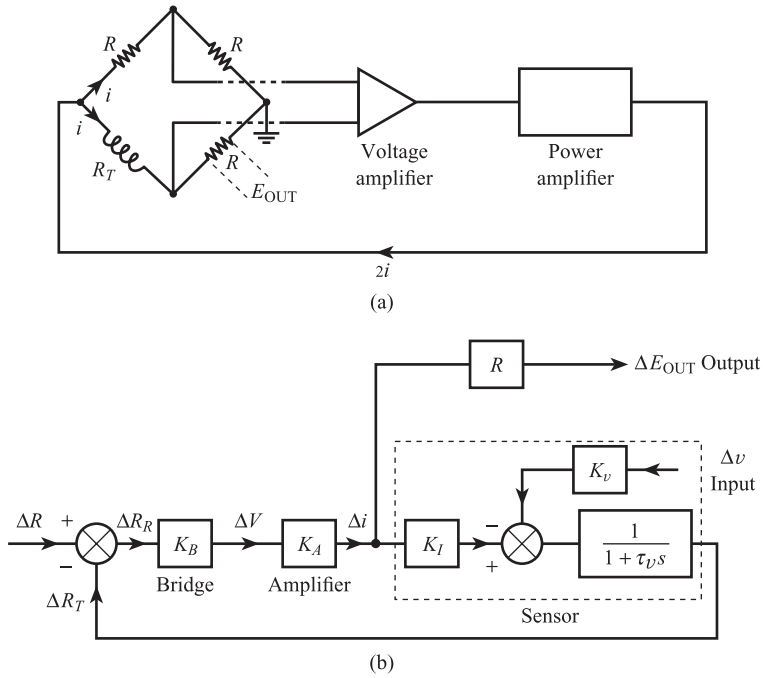 R
R
i
i
R_T
R
E_OUT
Voltage
amplifier
Power
amplifier
2i
(a)
R
ΔE_OUT Output
K_v
Δv
Input
ΔR
+
−
ΔR_R
K_B
ΔV
K_A
Δi
K_I
−
+
1
1 + τ_v s
Bridge
Amplifier
ΔR_T
Sensor
(b)